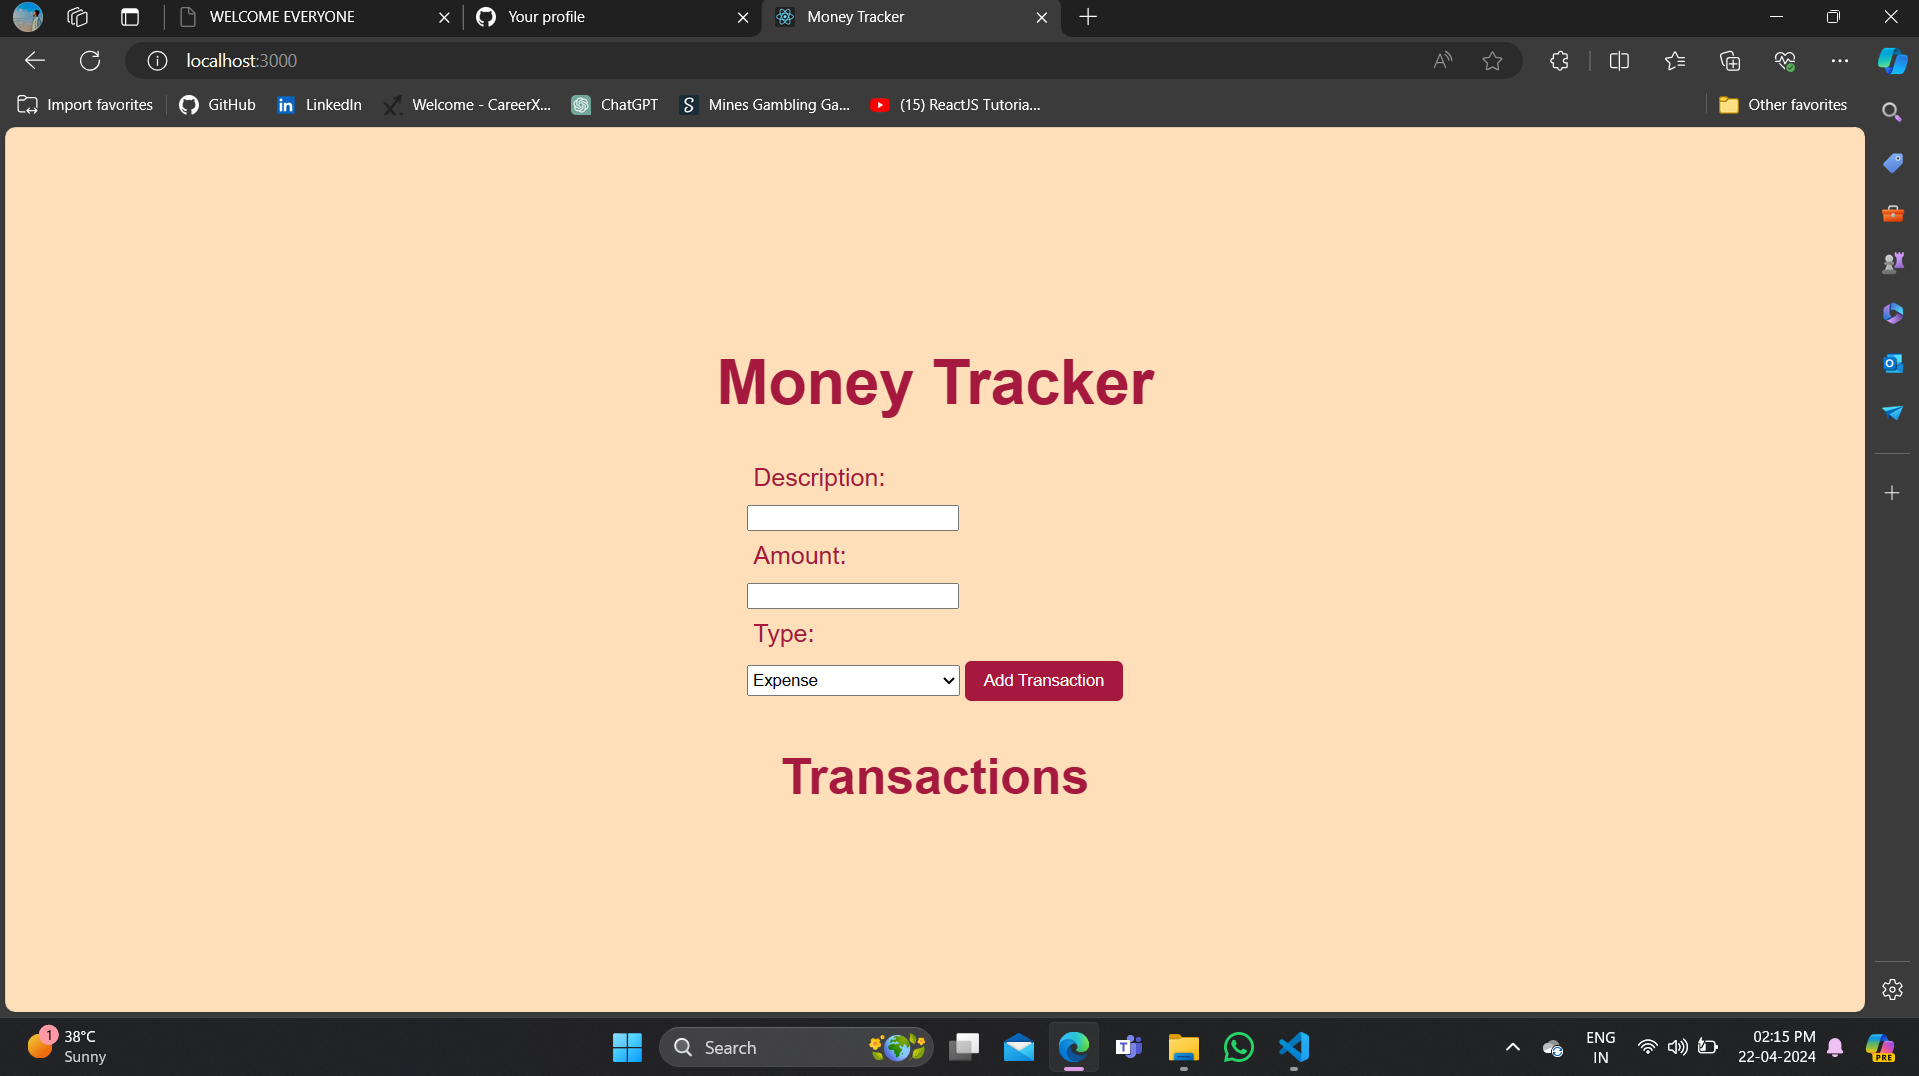 WELCOME EVERYONE
Your profile
Money Tracker
localhost:3000
Import favorites
GitHub
LinkedIn
Welcome - CareerX...
ChatGPT
Mines Gambling Ga...
(15) ReactJS Tutoria...
Other favorites
Money Tracker
Description:
Amount:
Type:
Expense
Add Transaction
Transactions
1
38°C
Sunny
Search
ENG
IN
02:15 PM
22-04-2024
PRE